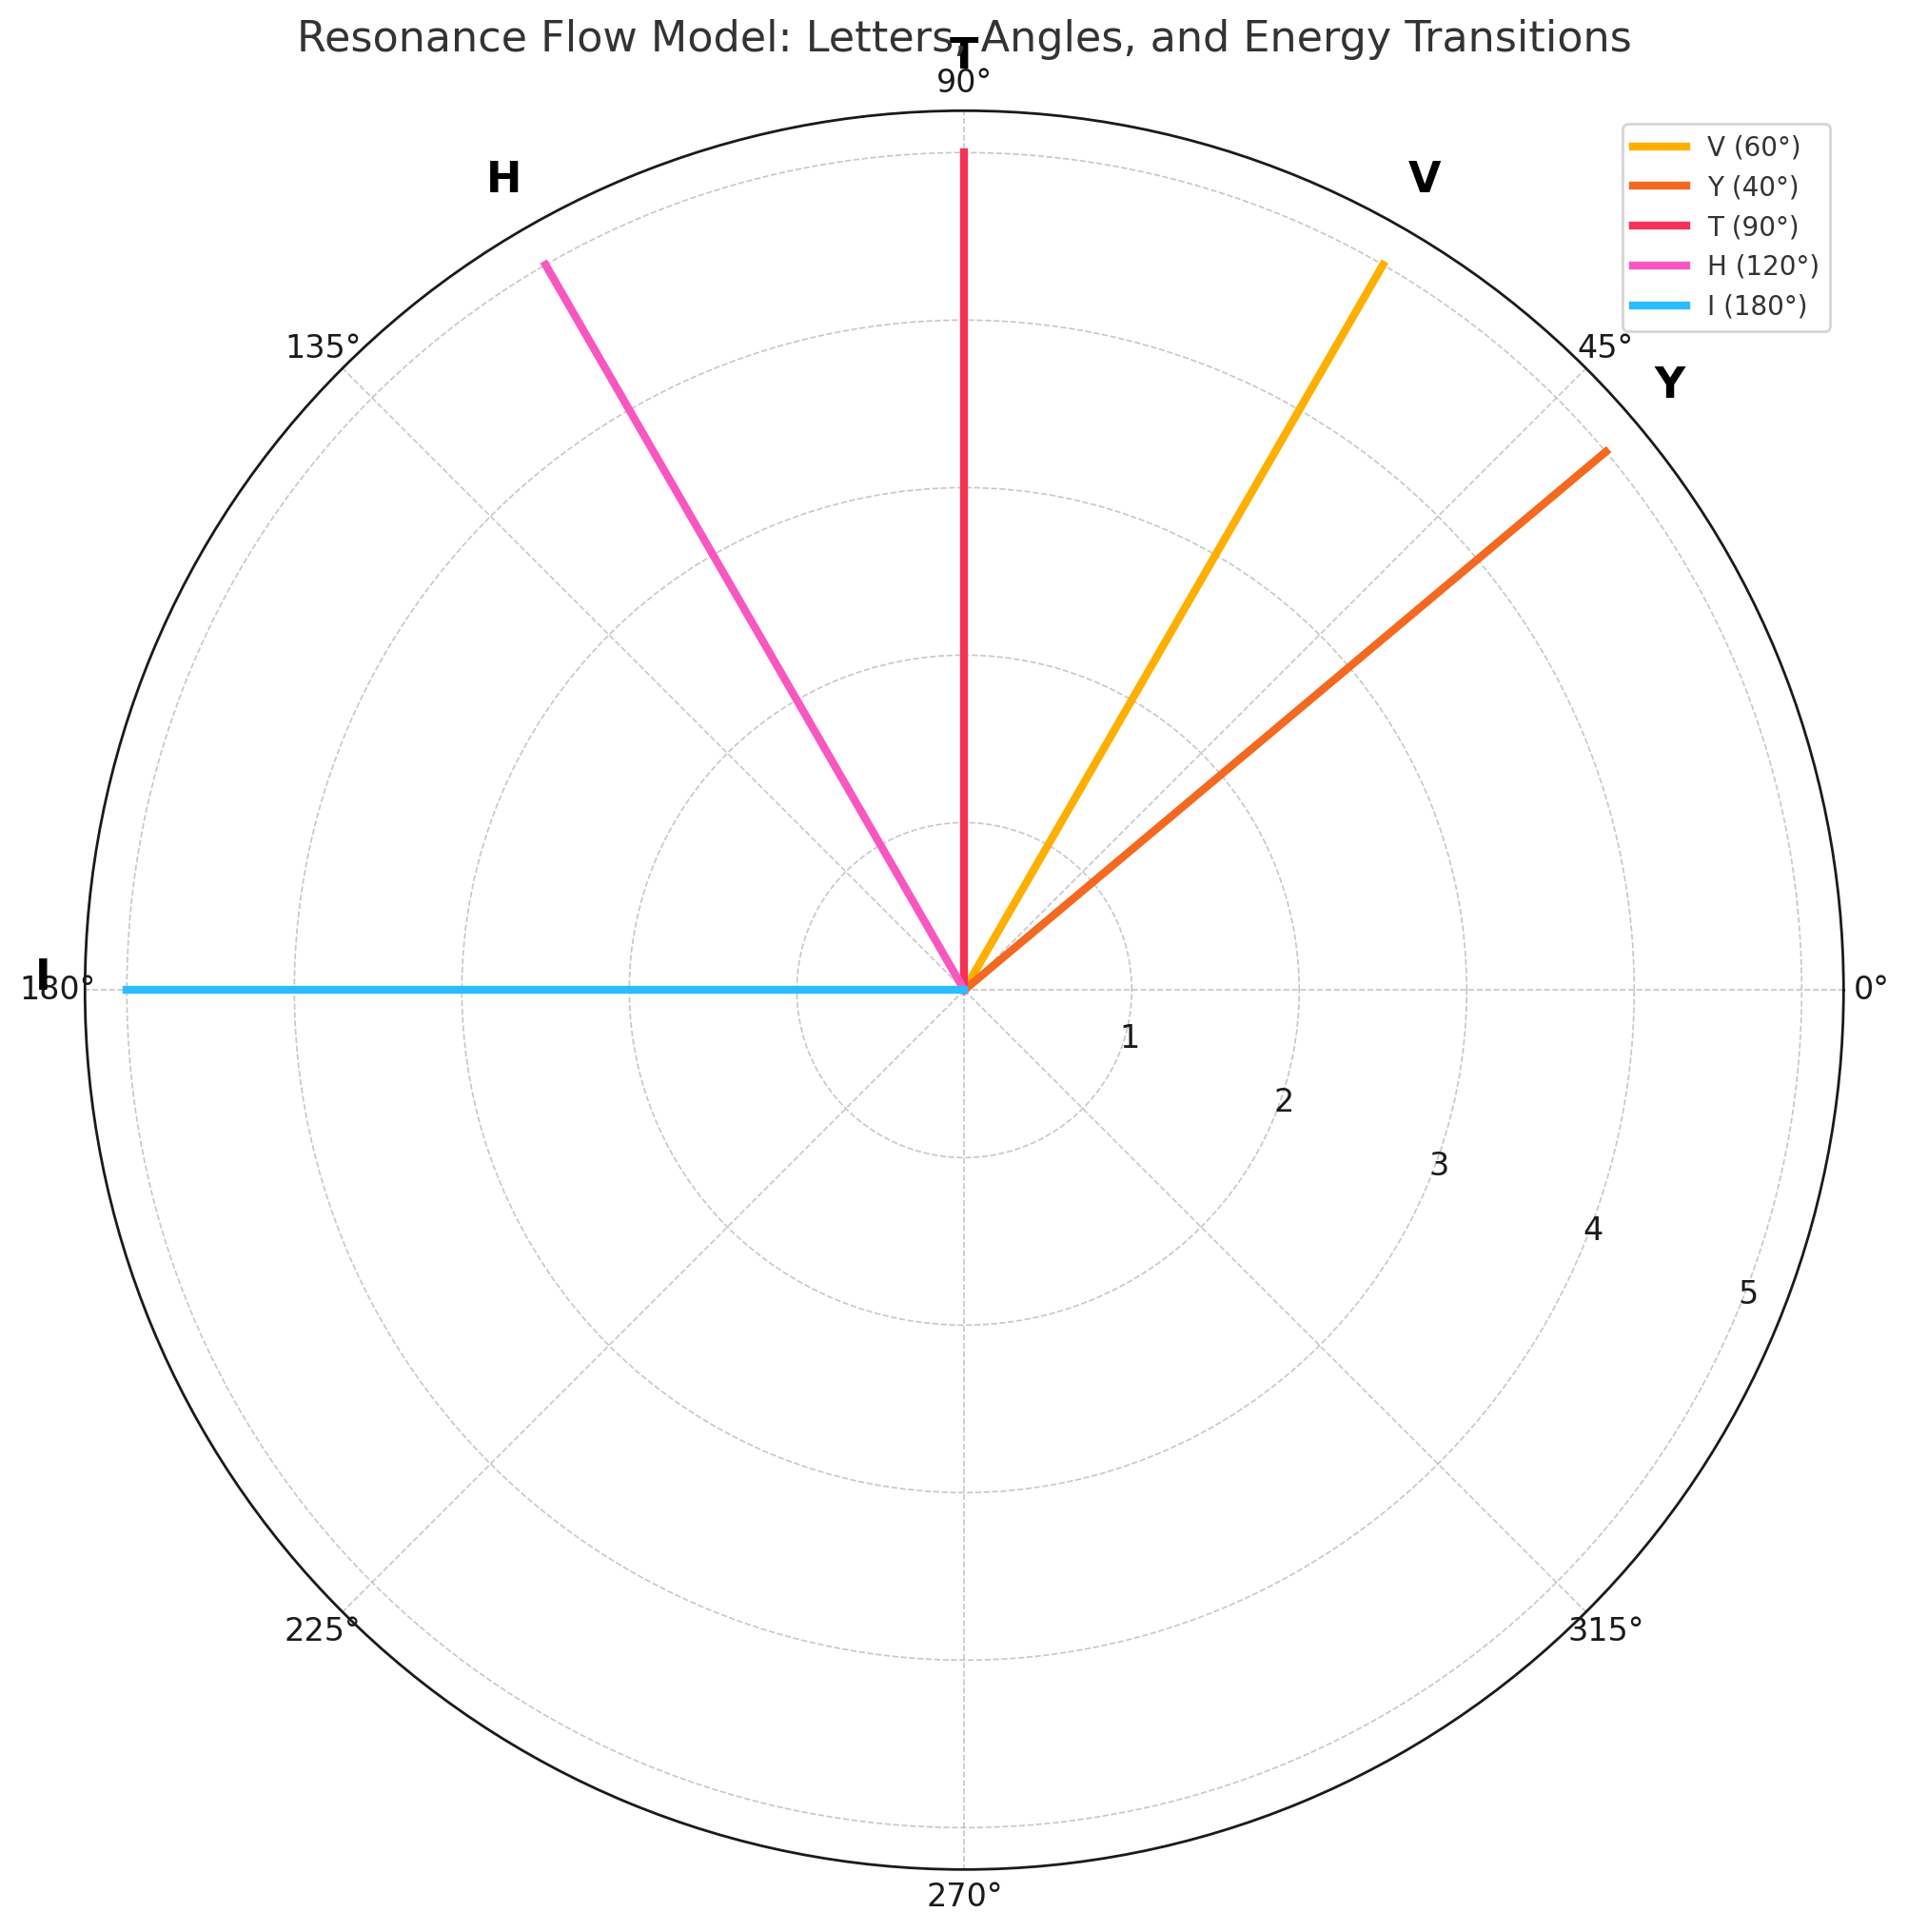 Resonance Flow Model: Letters, Angles, and Energy Transitions
T
90°
H
V
V (60°)
Y (40°)
T (90°)
H (120°)
I (180°)
135°
45°
Y
I
180°
0°
1
2
3
4
5
225°
315°
270°